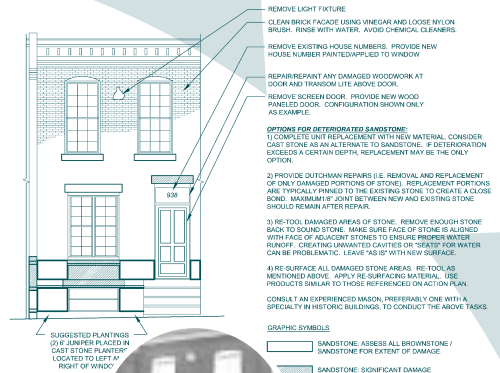 REMOVE LIGHT FIXTURE
CLEAN BRICK FACADE USING VINEGAR AND LOOSE NYLON
BRUSH. RINSE WITH WATER. AVOID CHEMICAL CLEANERS.
REMOVE EXISTING HOUSE NUMBERS. PROVIDE NEW
HOUSE NUMBER PAINTED/APPLIED TO WINDOW
REPAIR/REPAINT ANY DAMAGED WOODWORK AT
DOOR AND TRANSOM LITE ABOVE DOOR.
REMOVE SCREEN DOOR. PROVIDE NEW WOOD
PANELED DOOR. CONFIGURATION SHOWN ONLY
AS EXAMPLE.
OPTIONS FOR DETERIORATED SANDSTONE:
1) COMPLETE UNIT REPLACEMENT WITH NEW MATERIAL. CONSIDER
CAST STONE AS AN ALTERNATE TO SANDSTONE. IF DETERIORATION
EXCEEDS A CERTAIN DEPTH, REPLACEMENT MAY BE THE ONLY
OPTION.
2) PROVIDE DUTCHMAN REPAIRS (I.E. REMOVAL AND REPLACEMENT
OF ONLY DAMAGED PORTIONS OF STONE). REPLACEMENT PORTIONS
ARE TYPICALLY PINNED TO THE EXISTING STONE TO CREATE A CLOSE
BOND. MAXIMUM1/8" JOINT BETWEEN NEW AND EXISTING STONE
SHOULD REMAIN AFTER REPAIR.
3) RE-TOOL DAMAGED AREAS OF STONE. REMOVE ENOUGH STONE
BACK TO SOUND STONE. MAKE SURE FACE OF STONE IS ALIGNED
WITH FACE OF ADJACENT STONES TO ENSURE PROPER WATER
RUNOFF. CREATING UNWANTED CAVITIES OR "SEATS" FOR WATER
CAN BE PROBLEMATIC. LEAVE "AS IS" WITH NEW SURFACE.
4) RE-SURFACE ALL DAMAGED STONE AREAS. RE-TOOL AS
MENTIONED ABOVE. APPLY RE-SURFACING MATERIAL. USE
PRODUCTS SIMILAR TO THOSE REFERENCED ON ACTION PLAN.
CONSULT AN EXPERIENCED MASON, PREFERABLY ONE WITH A
SPECIALTY IN HISTORIC BUILDINGS, TO CONDUCT THE ABOVE TASKS.
GRAPHIC SYMBOLS
SANDSTONE; ASSESS ALL BROWNSTONE /
SANDSTONE FOR EXTENT OF DAMAGE.
SANDSTONE: SIGNIFICANT DAMAGE
938
SUGGESTED PLANTINGS
(2) 6' JUNIPER PLACED IN
CAST STONE PLANTERS
LOCATED TO LEFT
RIGHT OF